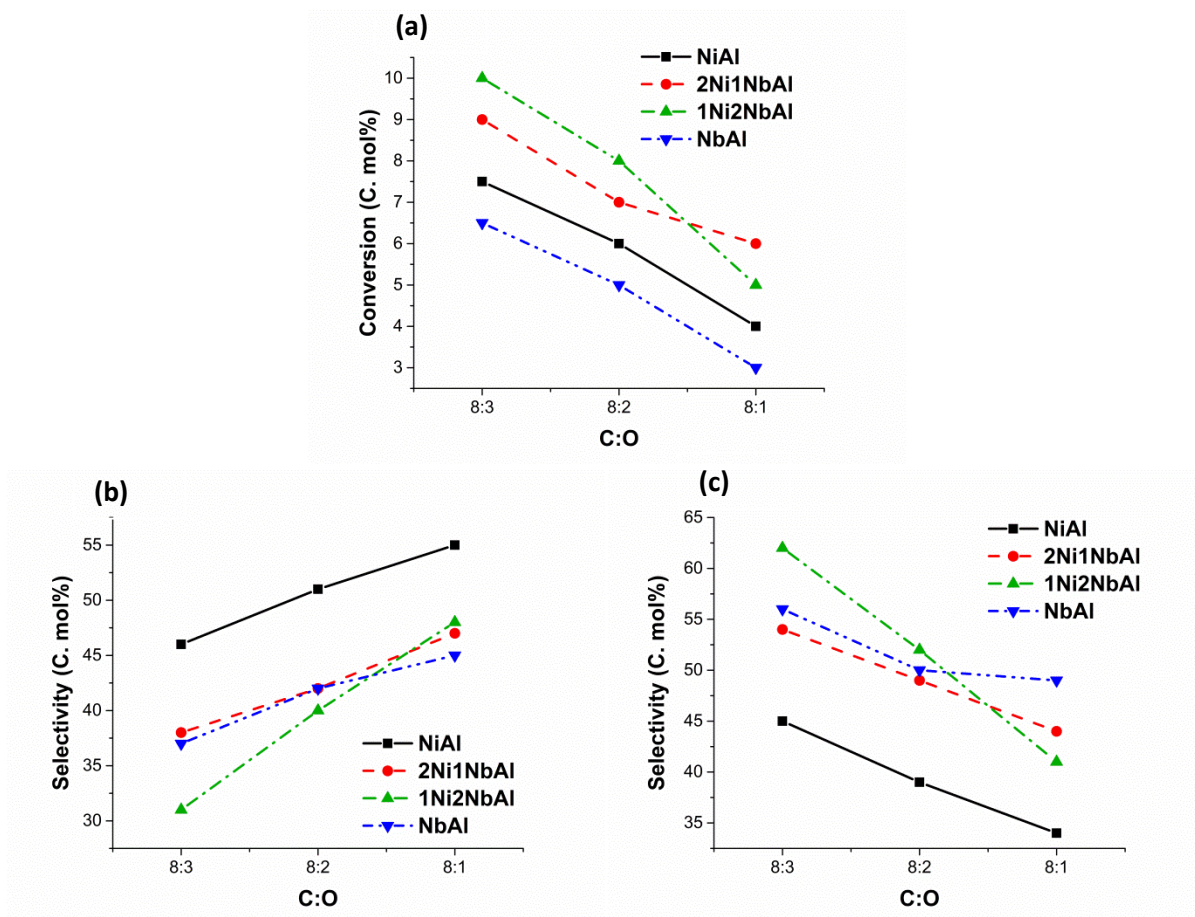 (a)
NiAl
2Ni1NbAl
1Ni2NbAl
NbAl
Conversion (C. mol%)
10
9
8
7
6
5
4
3
8:3 8:2 8:1
C:O
(b)
Selectivity (C. mol%)
55
50
45
40
35
30
NiAl
2Ni1NbAl
1Ni2NbAl
NbAl
8:3 8:2 8:1
C:O
(c)
NiAl
2Ni1NbAl
1Ni2NbAl
NbAl
Selectivity (C. mol%)
65
60
55
50
45
40
35
8:3 8:2 8:1
C:O